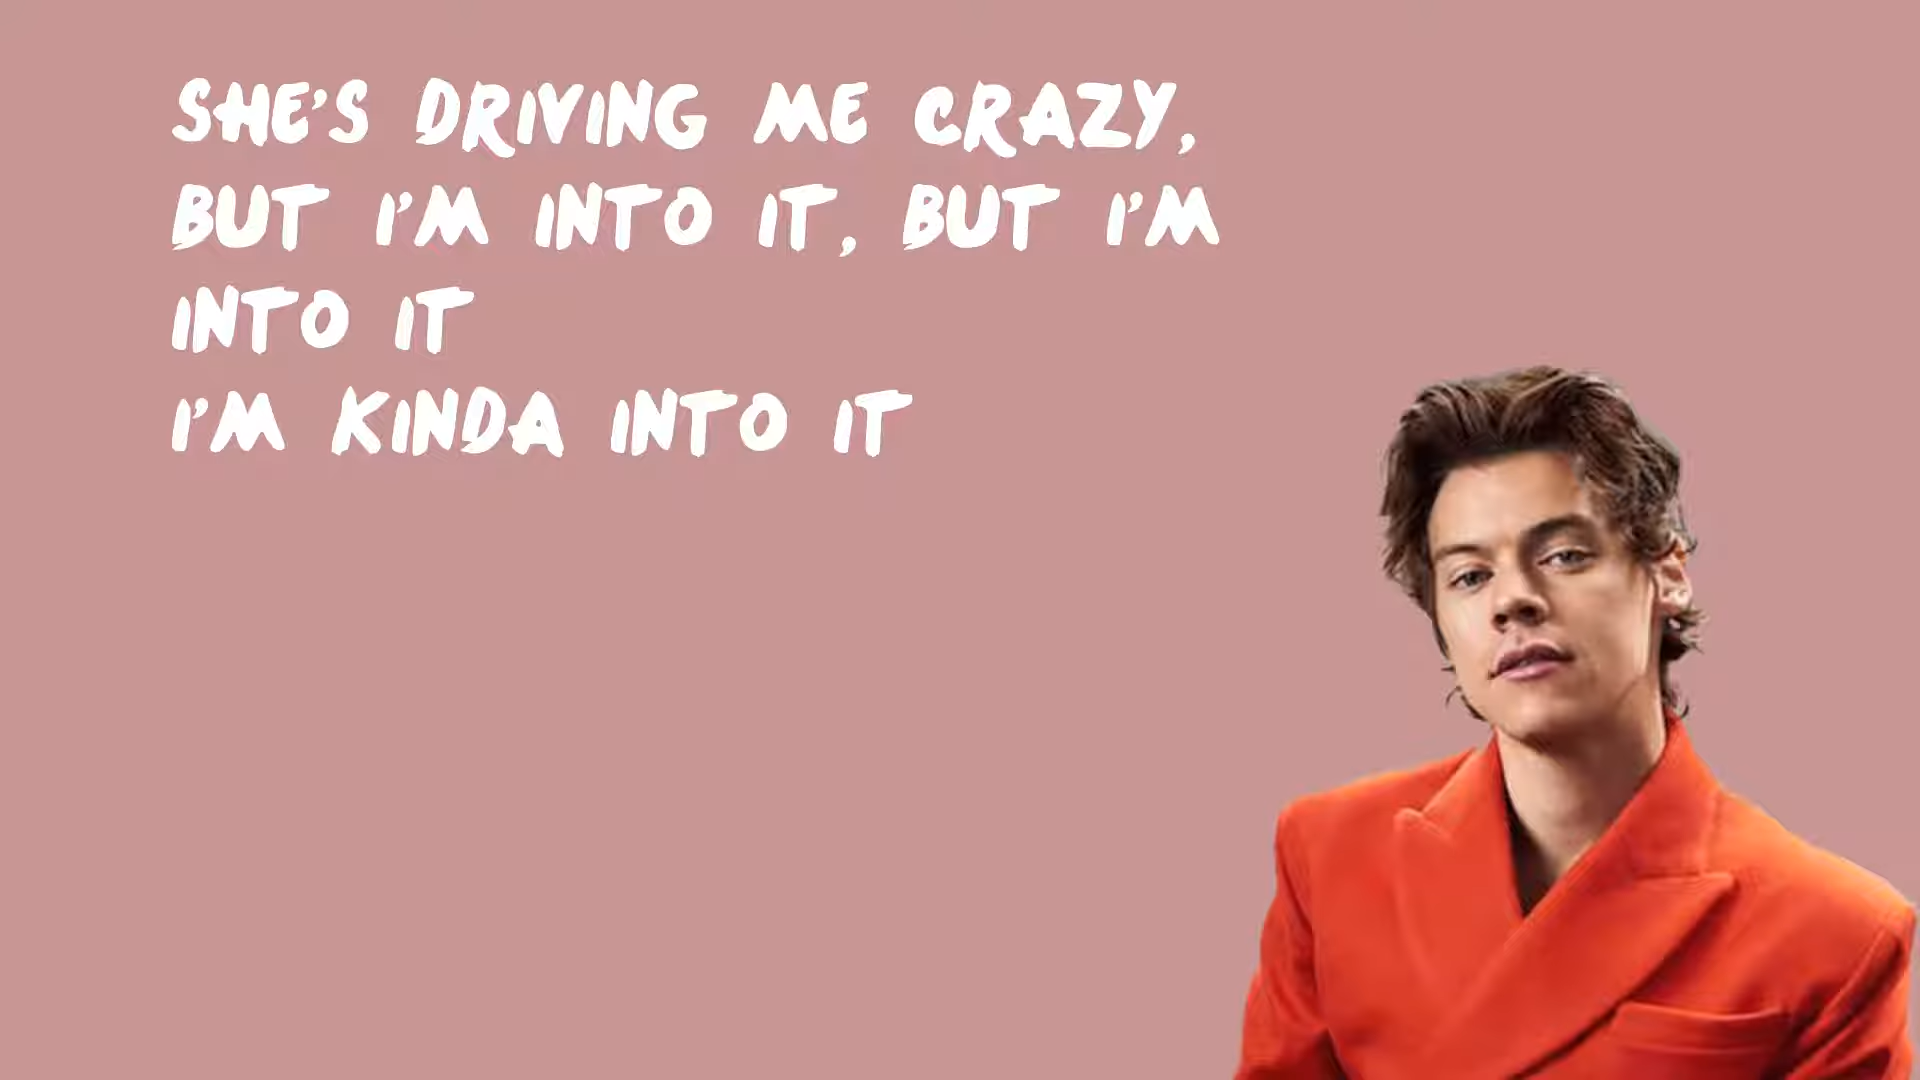 SHE'S DRIVING ME CRAZY,
BUT I'M INTO IT, BUT I'M
INTO IT
I'M KINDA INTO IT